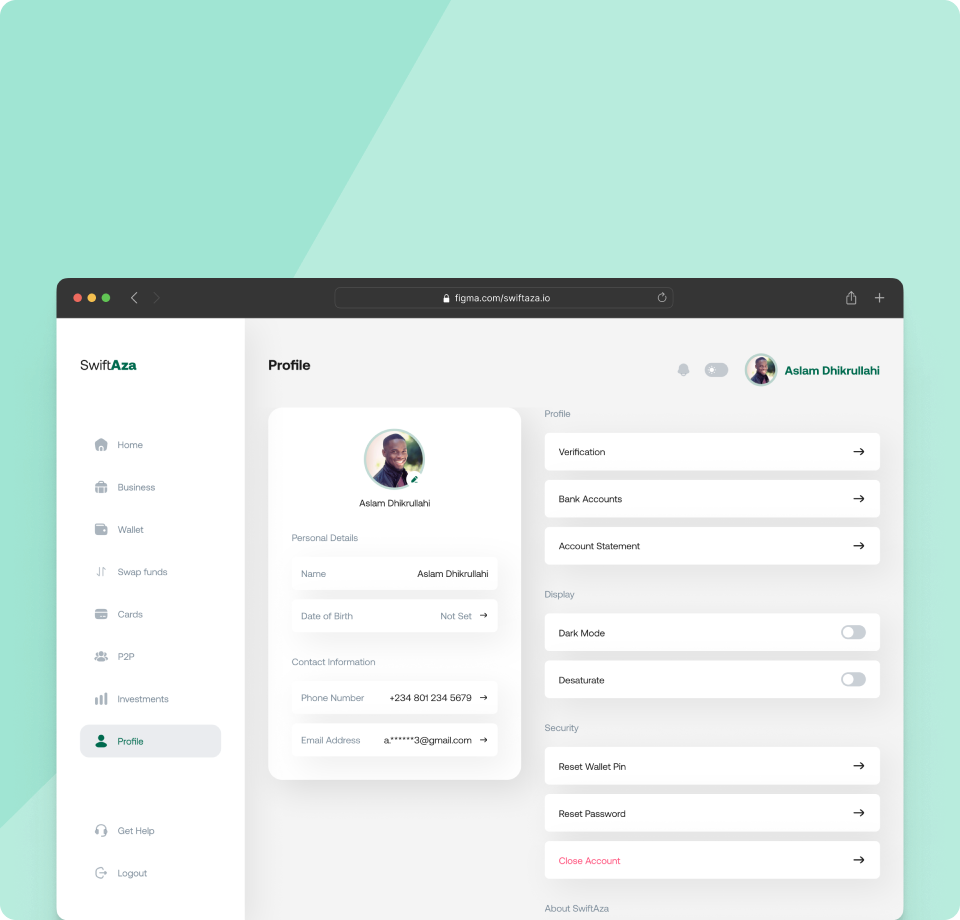 figma.com/swiftaza.io
SwiftAza
Home
Business
Wallet
Swap funds
Cards
P2P
Investments
Profile
Get Help
Logout
Profile
Aslam Dhikrullahi
Aslam Dhikrullahi
Personal Details
Name Aslam Dhikrullahi
Date of Birth Not Set
Contact Information
Phone Number +234 801 234 5679
Email Address a.******3@gmail.com
Profile
Verification
Bank Accounts
Account Statement
Display
Dark Mode
Desaturate
Security
Reset Wallet Pin
Reset Password
Close Account
About SwiftAza